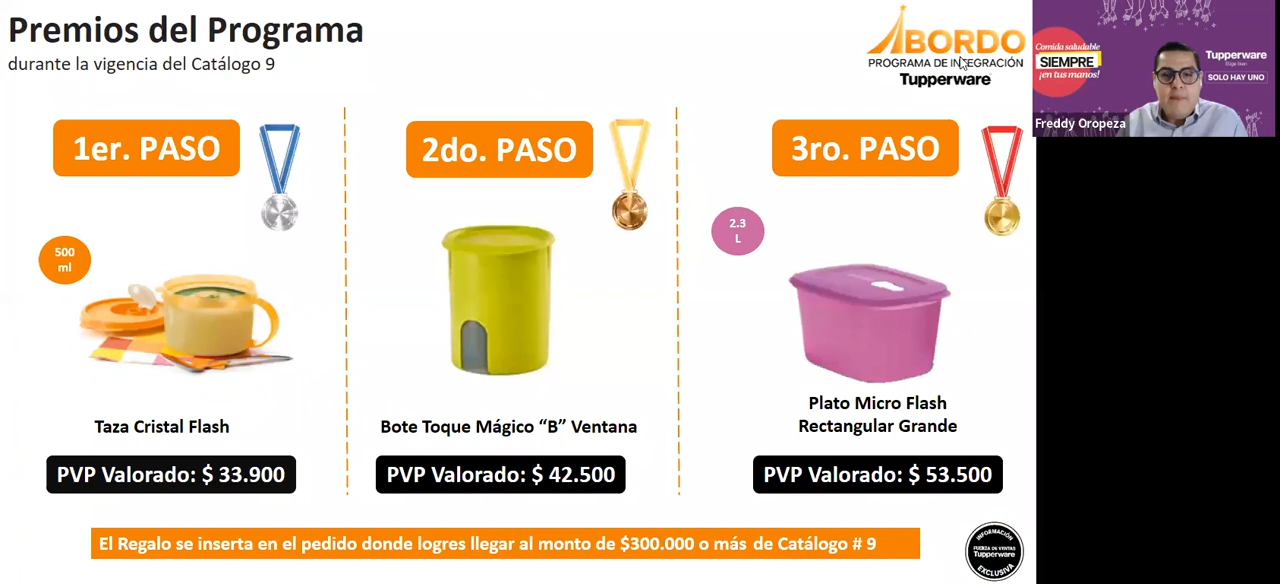 Premios del Programa
durante la vigencia del Catálogo 9
ABORDO
PROGRAMA DE INTEGRACIÓN
Tupperware
Comida saludable
SIEMPRE
¡en tus manos!
Tupperware
SOLO HAY UNO
Freddy Oropeza
1er. PASO
2do. PASO
3ro. PASO
500
ml
2.3
L
Taza Cristal Flash
Bote Toque Mágico “B” Ventana
Plato Micro Flash
Rectangular Grande
PVP Valorado: $ 33.900
PVP Valorado: $ 42.500
PVP Valorado: $ 53.500
El Regalo se inserta en el pedido donde logres llegar al monto de $300.000 o más de Catálogo # 9
INFORMACIÓN
FUERZA DE VENTAS
Tupperware
EXCLUSIVA